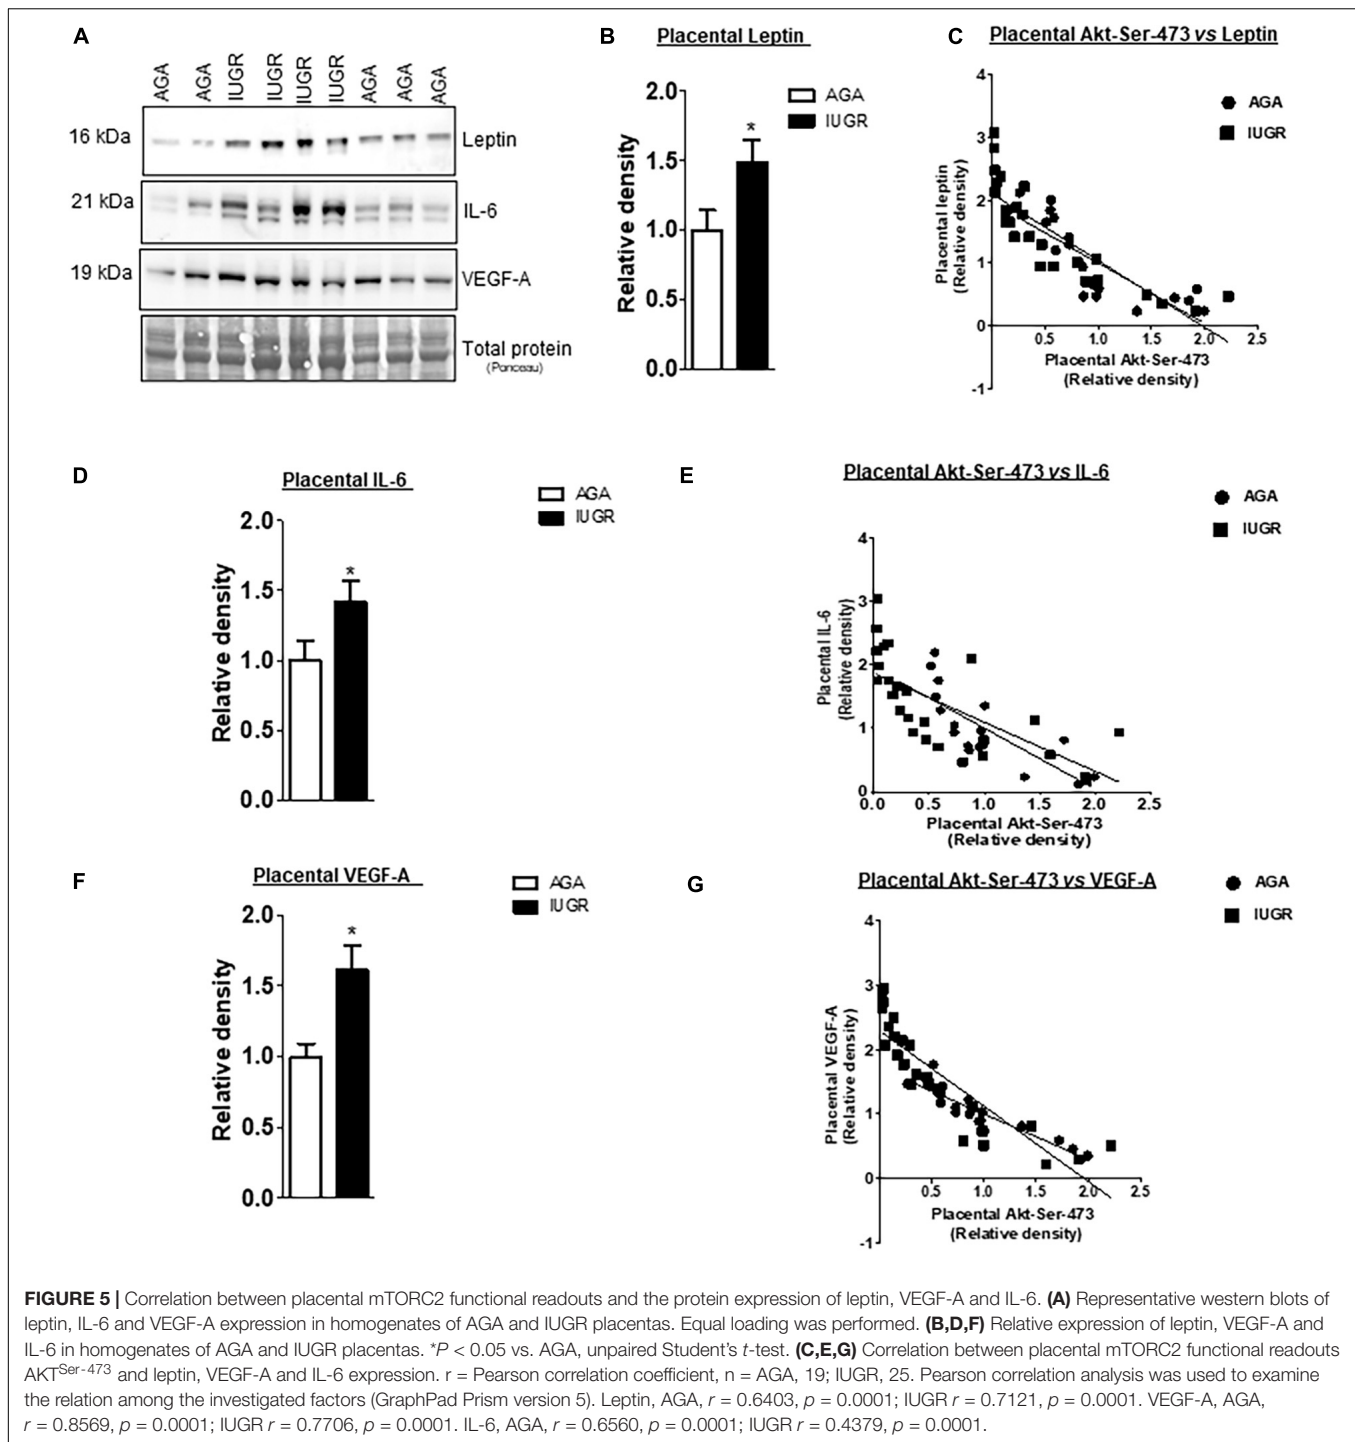 A
AGA
AGA
IUGR
IUGR
IUGR
IUGR
AGA
AGA
AGA
16 kDa
Leptin
21 kDa
IL-6
19 kDa
VEGF-A
Total protein
(Ponceau)
B
Placental Leptin
AGA
IUGR
Relative density
2.0
*
1.5
1.0
0.5
0.0
C
Placental Akt-Ser-473 vs Leptin
AGA
IUGR
Placental leptin
(Relative density)
4
3
2
1
0
-1
0.5
1.0
1.5
2.0
2.5
Placental Akt-Ser-473
(Relative density)
D
Placental IL-6
AGA
IUGR
Relative density
2.0
*
1.5
1.0
0.5
0.0
E
Placental Akt-Ser-473 vs IL-6
AGA
IUGR
Placental IL-6
(Relative density)
4
3
2
1
0
0.0
0.5
1.0
1.5
2.0
2.5
Placental Akt-Ser-473
(Relative density)
F
Placental VEGF-A
AGA
IUGR
Relative density
2.0
*
1.5
1.0
0.5
0.0
G
Placental Akt-Ser-473 vs VEGF-A
AGA
IUGR
Placental VEGF-A
(Relative density)
4
3
2
1
0
-1
0.5
1.0
1.5
2.0
2.5
Placental Akt-Ser-473
(Relative density)
FIGURE 5 | Correlation between placental mTORC2 functional readouts and the protein expression of leptin, VEGF-A and IL-6. (A) Representative western blots of
leptin, IL-6 and VEGF-A expression in homogenates of AGA and IUGR placentas. Equal loading was performed. (B,D,F) Relative expression of leptin, VEGF-A and
IL-6 in homogenates of AGA and IUGR placentas. *P < 0.05 vs. AGA, unpaired Student's t-test. (C,E,G) Correlation between placental mTORC2 functional readouts
AKTSer-473 and leptin, VEGF-A and IL-6 expression. r = Pearson correlation coefficient, n = AGA, 19; IUGR, 25. Pearson correlation analysis was used to examine
the relation among the investigated factors (GraphPad Prism version 5). Leptin, AGA, r = 0.6403, p = 0.0001; IUGR r = 0.7121, p = 0.0001. VEGF-A, AGA,
r = 0.8569, p = 0.0001; IUGR r = 0.7706, p = 0.0001. IL-6, AGA, r = 0.6560, p = 0.0001; IUGR r = 0.4379, p = 0.0001.